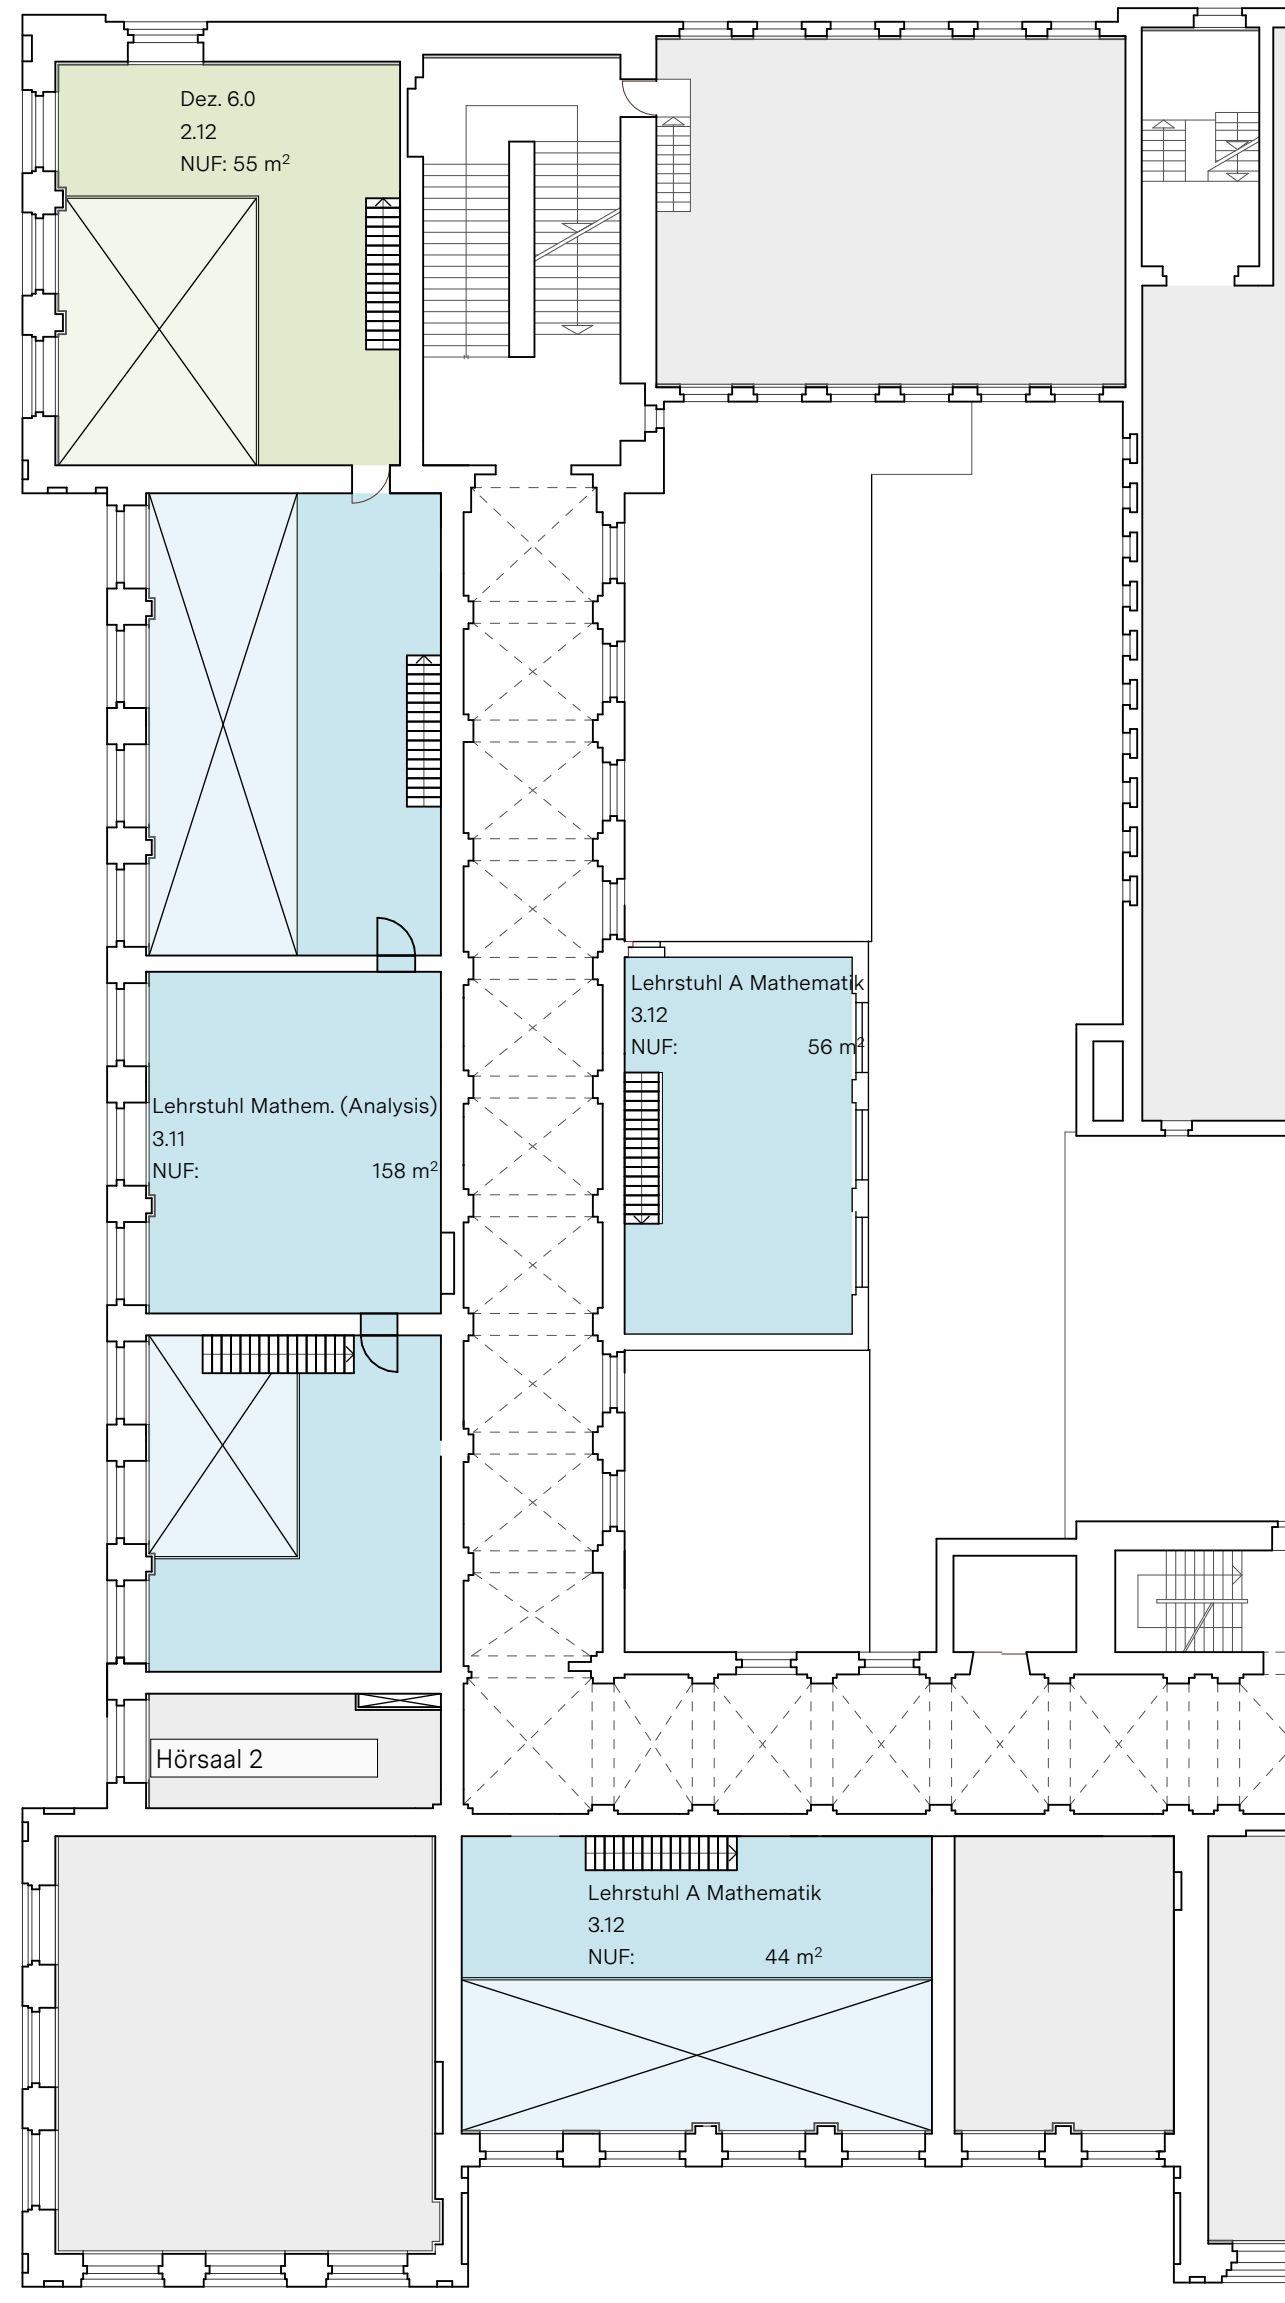 Dez. 6.0
2.12
NUF: 55 m²
Lehrstuhl A Mathematik
3.12
NUF: 56 m²
Lehrstuhl Mathem. (Analysis)
3.11
NUF: 158 m²
Hörsaal 2
Lehrstuhl A Mathematik
3.12
NUF: 44 m²